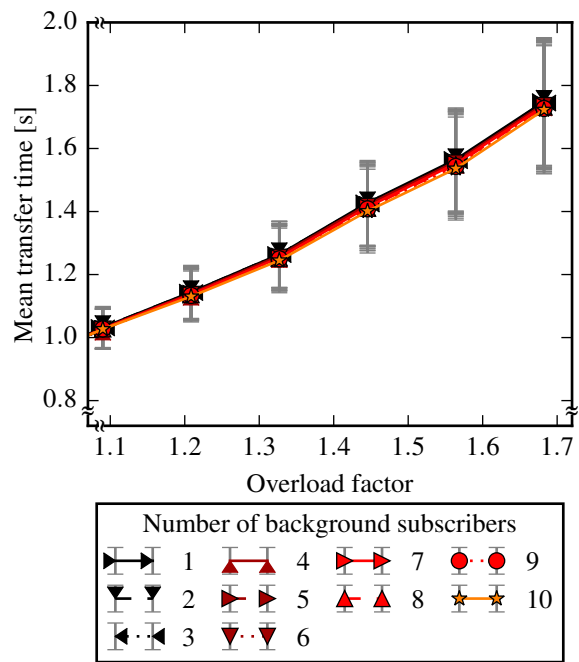 2.0
1.8
1.6
1.4
1.2
1.0
0.8
Mean transfer time [s]
1.1 1.2 1.3 1.4 1.5 1.6 1.7
Overload factor
Number of background subscribers
1 4 7 9
2 5 8 10
3 6